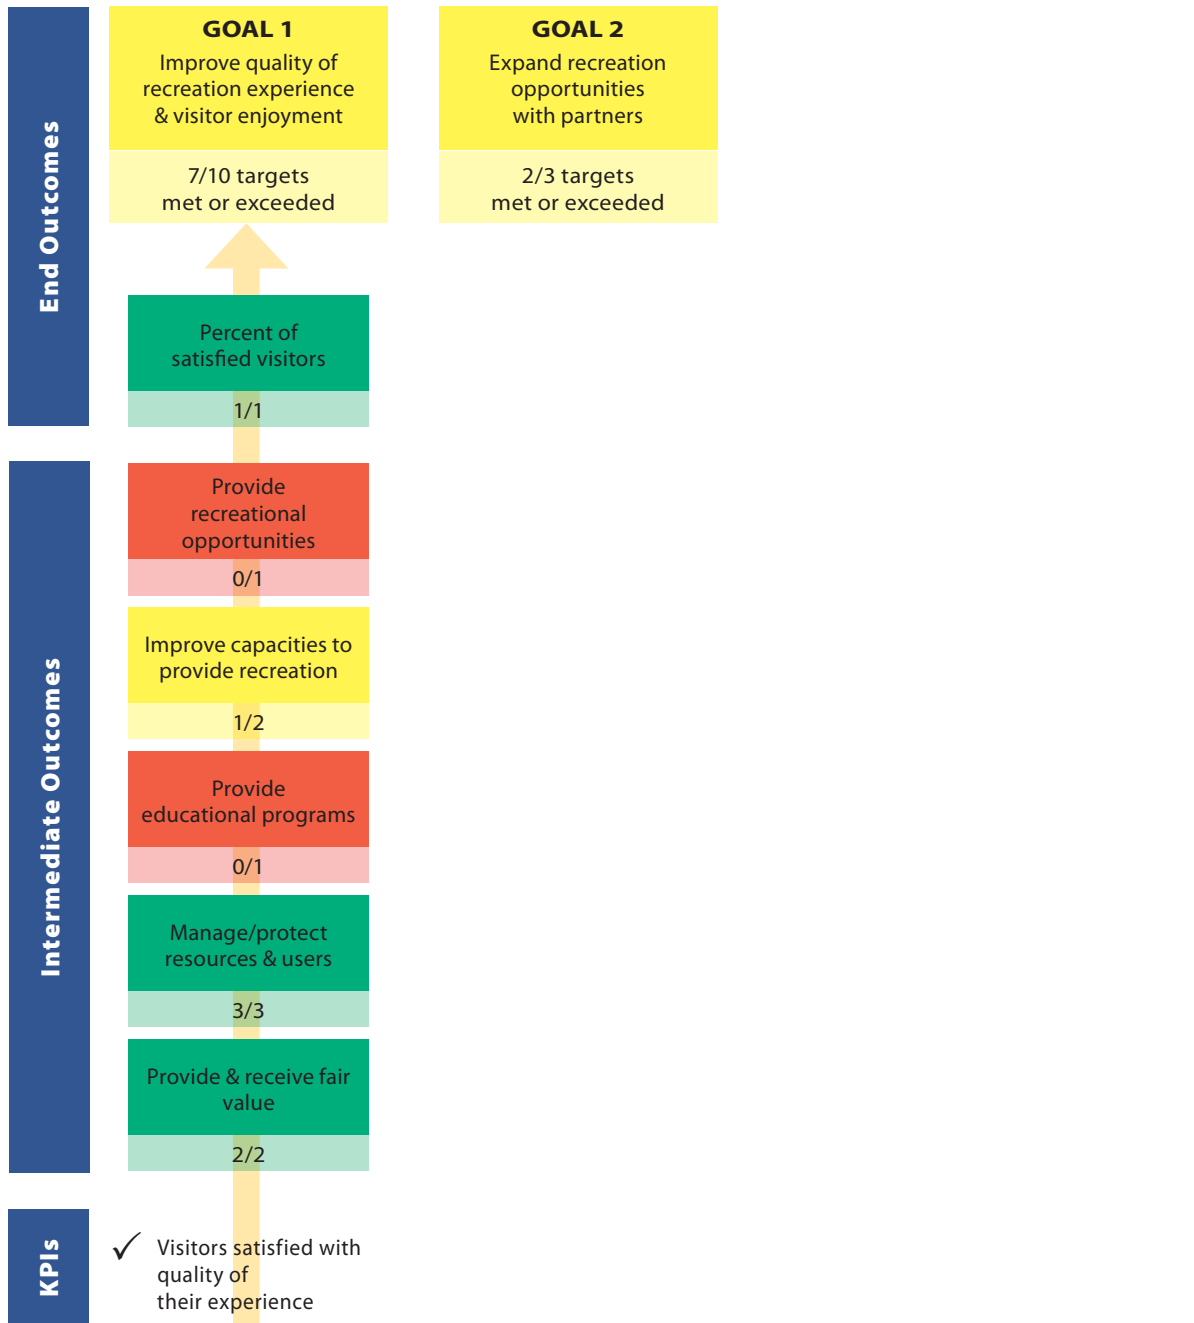 End Outcomes
GOAL 1
Improve quality of
recreation experience
& visitor enjoyment
7/10 targets
met or exceeded
GOAL 2
Expand recreation
opportunities
with partners
2/3 targets
met or exceeded
Percent of
satisfied visitors
1/1
Intermediate Outcomes
Provide
recreational
opportunities
0/1
Improve capacities to
provide recreation
1/2
Provide
educational programs
0/1
Manage/protect
resources & users
3/3
Provide & receive fair
value
2/2
KPIs
✓ Visitors satisfied with
quality of
their experience